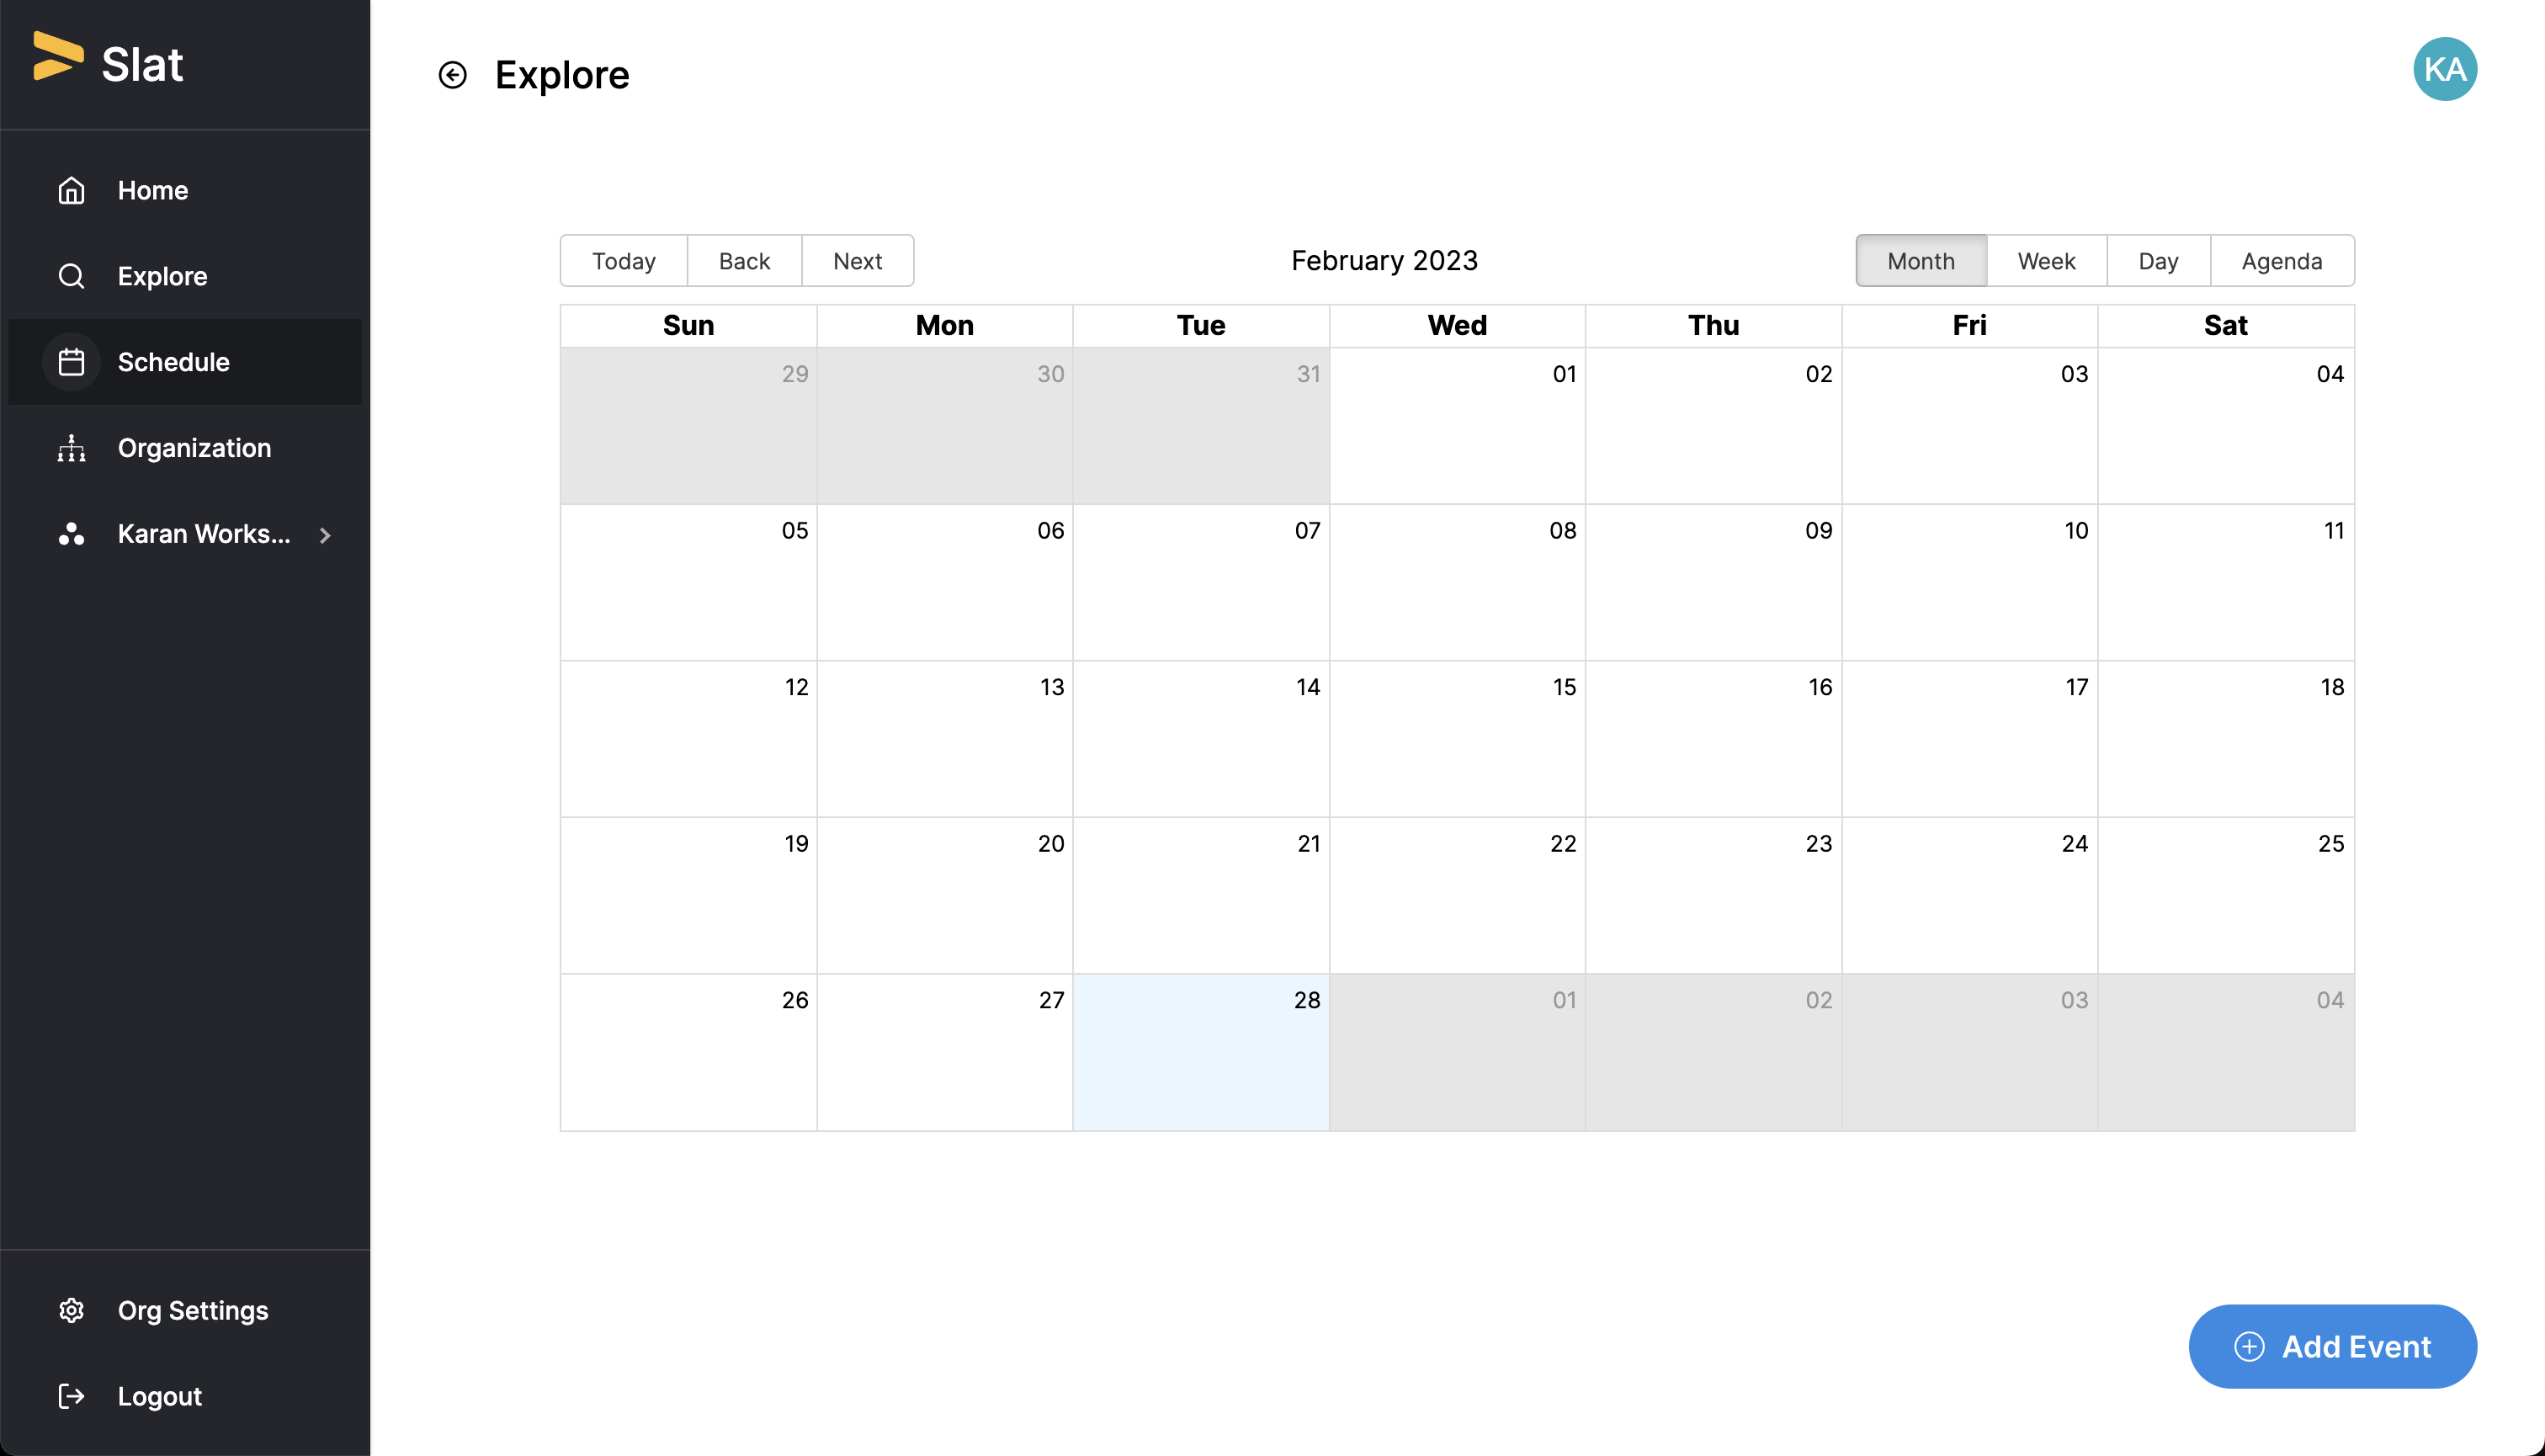 Slat
Home
Explore
Schedule
Organization
Karan Works...
Org Settings
Logout
Explore
KA
Today Back Next
February 2023
Month Week Day Agenda
Sun Mon Tue Wed Thu Fri Sat
29 30 31 01 02 03 04
05 06 07 08 09 10 11
12 13 14 15 16 17 18
19 20 21 22 23 24 25
26 27 28 01 02 03 04
Add Event